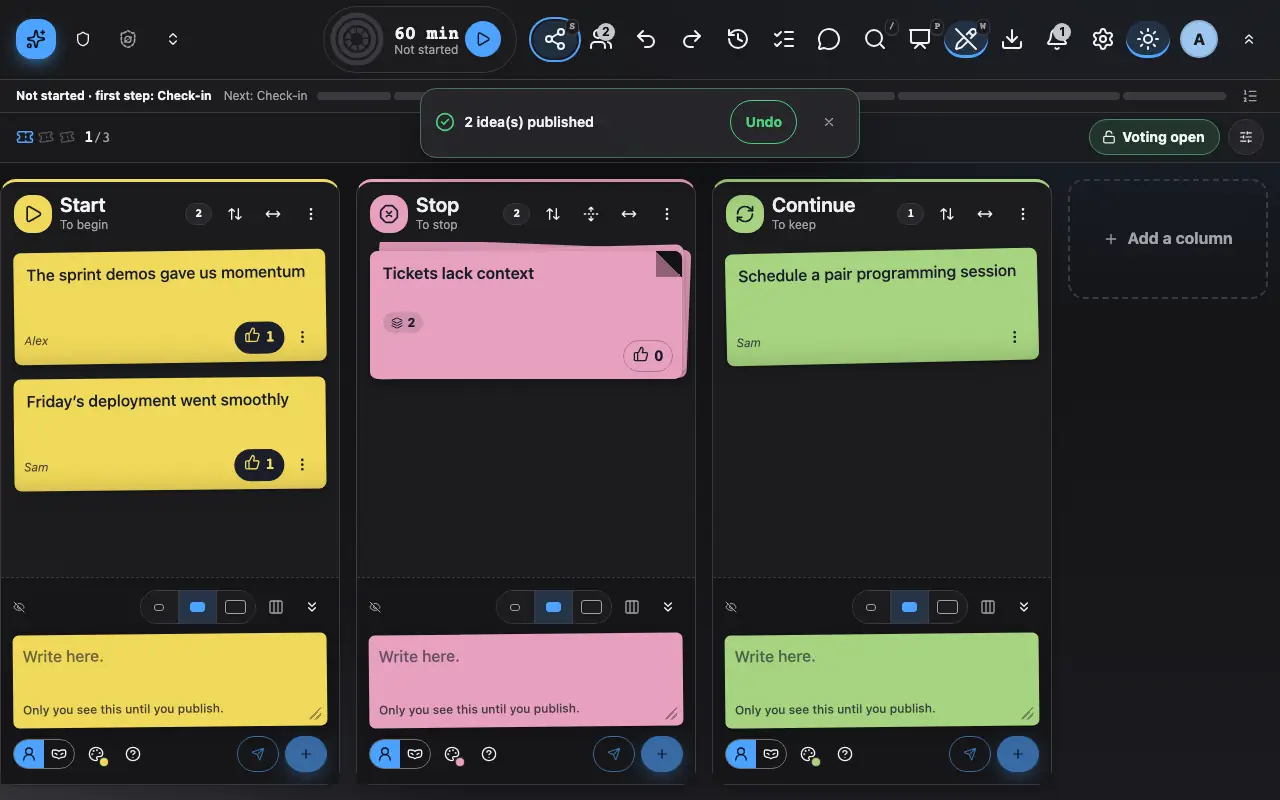 60 min
Not started
S
2
/
P
W
1
A
Not started · first step: Check-in
Next: Check-in
2 idea(s) published
Undo
1/3
Voting open
Start
To begin
2
Stop
To stop
2
Continue
To keep
1
+ Add a column
The sprint demos gave us momentum
Alex
1
Friday’s deployment went smoothly
Sam
1
Tickets lack context
2
0
Schedule a pair programming session
Sam
Write here.
Only you see this until you publish.
Write here.
Only you see this until you publish.
Write here.
Only you see this until you publish.